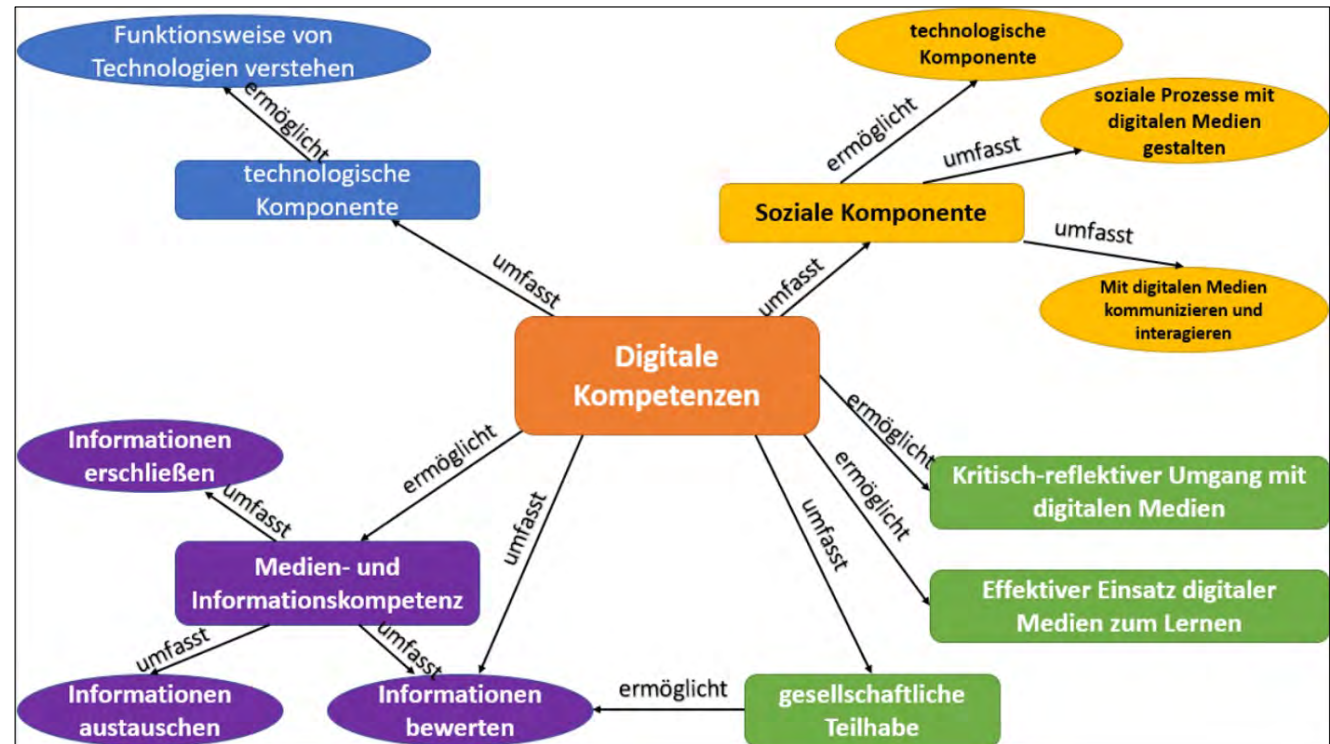 Funktionsweise von
Technologien verstehen
ermöglicht
technologische
Komponente
umfasst
technologische
Komponente
ermöglicht
soziale Prozesse mit
digitalen Medien
gestalten
umfasst
Soziale Komponente
umfasst
Mit digitalen Medien
kommunizieren und
interagieren
umfasst
Digitale
Kompetenzen
Informationen
erschließen
umfasst
ermöglicht
Medien- und
Informationskompetenz
umfasst
umfasst
umfasst
Informationen
austauschen
Informationen
bewerten
ermöglicht
Kritisch-reflektiver Umgang mit
digitalen Medien
ermöglicht
Effektiver Einsatz digitaler
Medien zum Lernen
umfasst
ermöglicht
gesellschaftliche
Teilhabe